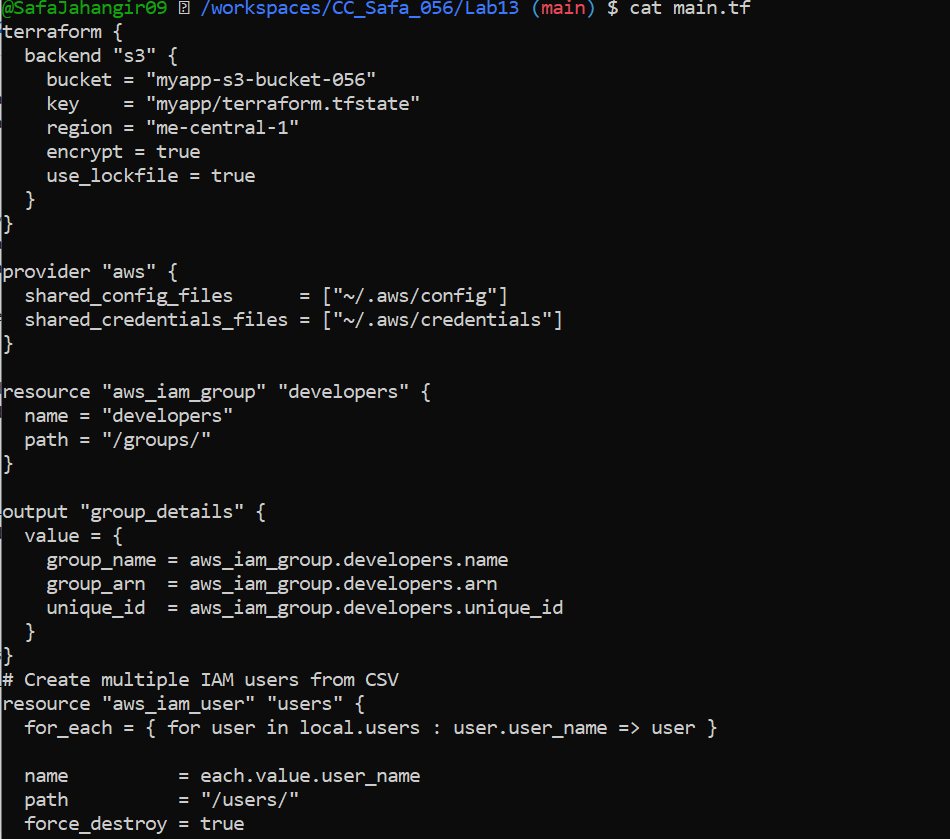 @SafaJahangir09 /workspaces/CC_Safa_056/Lab13 (main) $ cat main.tf
terraform {
  backend "s3" {
    bucket = "myapp-s3-bucket-056"
    key    = "myapp/terraform.tfstate"
    region = "me-central-1"
    encrypt = true
    use_lockfile = true
  }
}

provider "aws" {
  shared_config_files      = ["~/.aws/config"]
  shared_credentials_files = ["~/.aws/credentials"]
}

resource "aws_iam_group" "developers" {
  name = "developers"
  path = "/groups/"
}

output "group_details" {
  value = {
    group_name = aws_iam_group.developers.name
    group_arn  = aws_iam_group.developers.arn
    unique_id  = aws_iam_group.developers.unique_id
  }
}
# Create multiple IAM users from CSV
resource "aws_iam_user" "users" {
  for_each = { for user in local.users : user.user_name => user }

  name          = each.value.user_name
  path          = "/users/"
  force_destroy = true